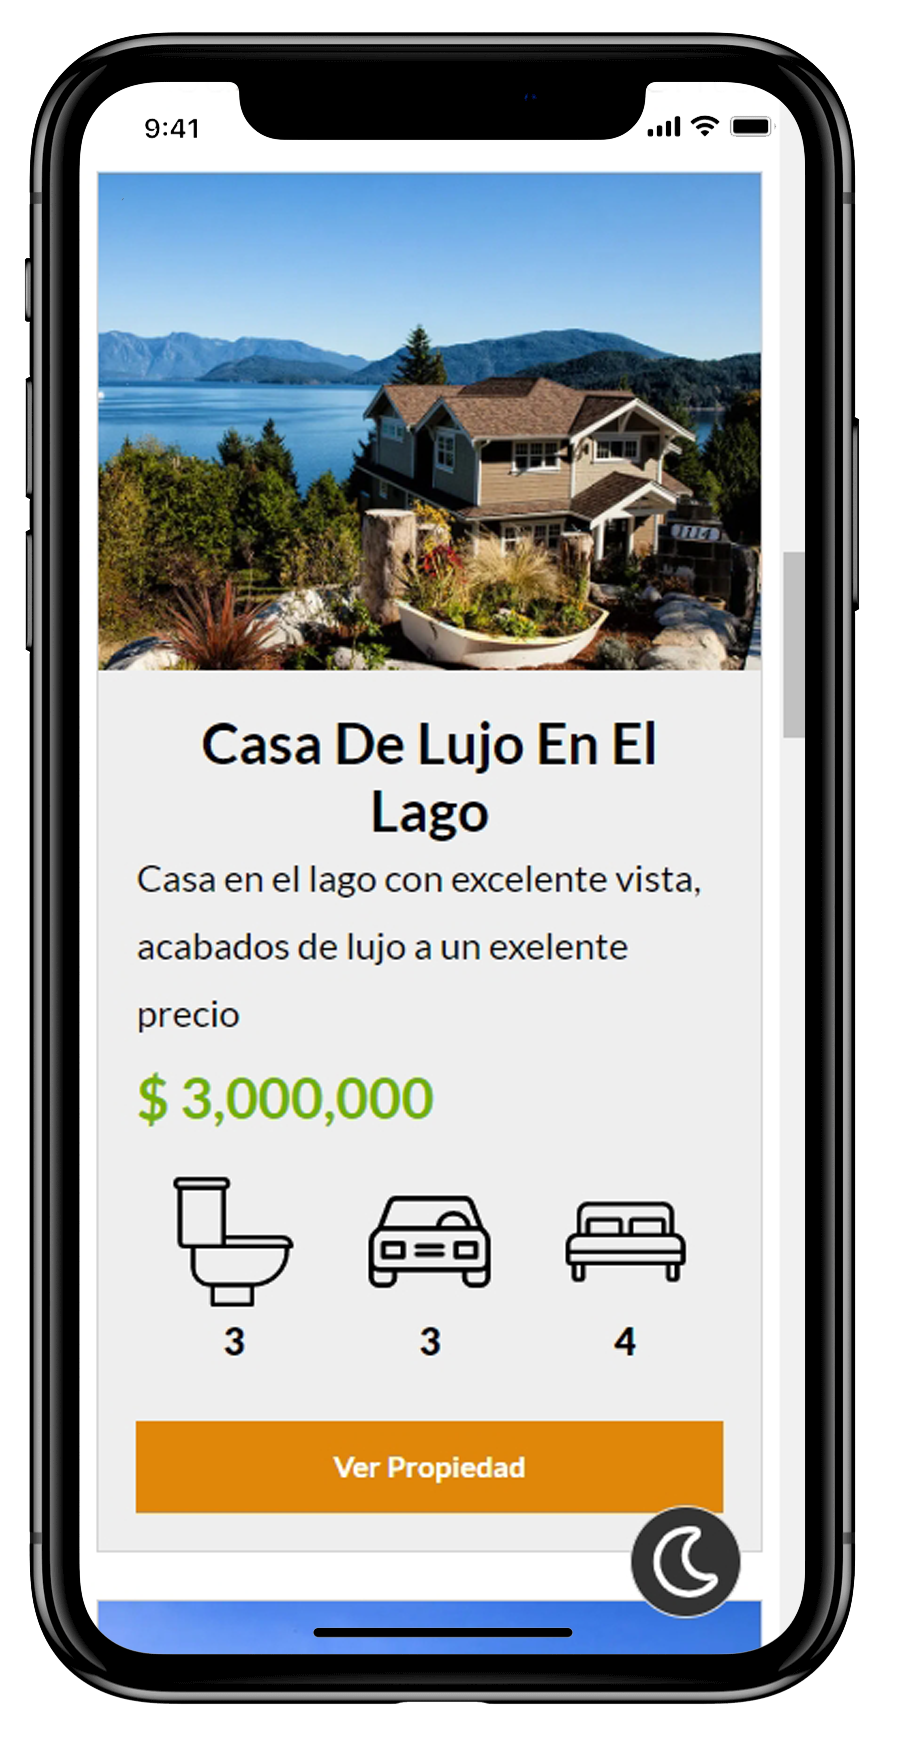 9:41
1114
Casa De Lujo En El
Lago
Casa en el lago con excelente vista,
acabados de lujo a un exelente
precio
$ 3,000,000
3 3 4
Ver Propiedad